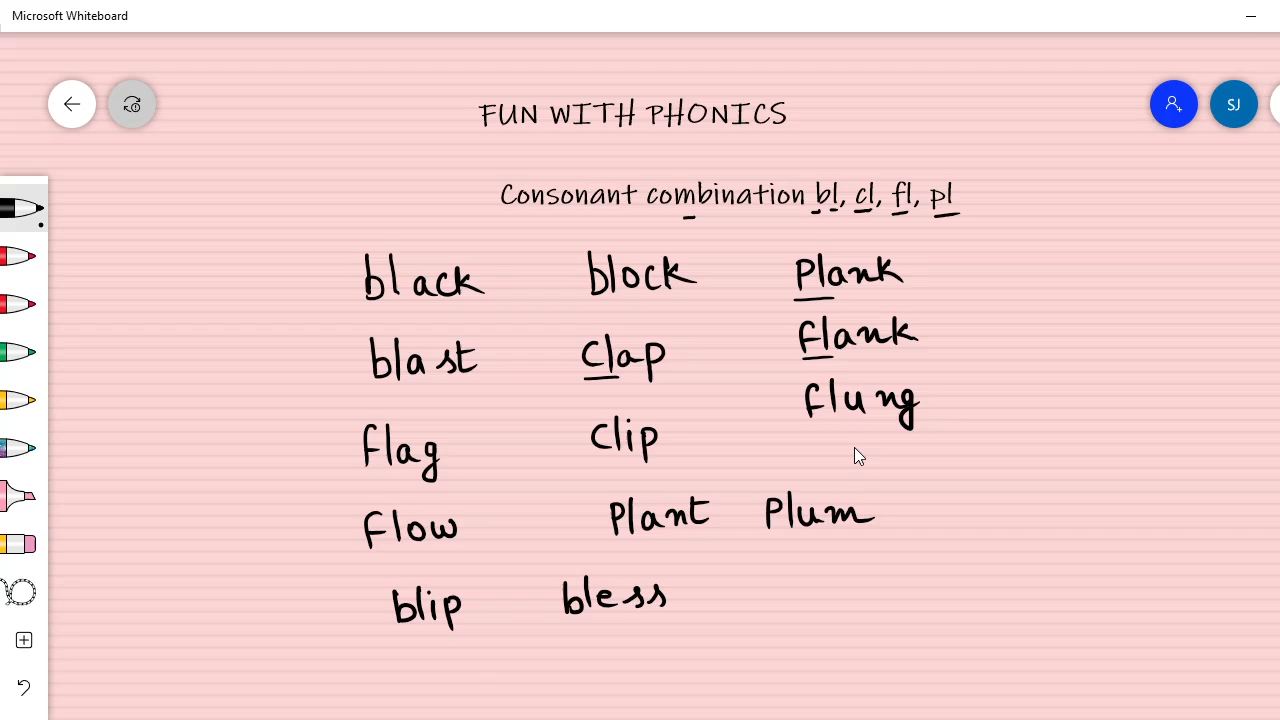 Microsoft Whiteboard
SJ
FUN WITH PHONICS
Consonant combination bl, cl, fl, pl
black block Plank
blast clap flank
flag clip flung
flow Plant Plum
blip bless